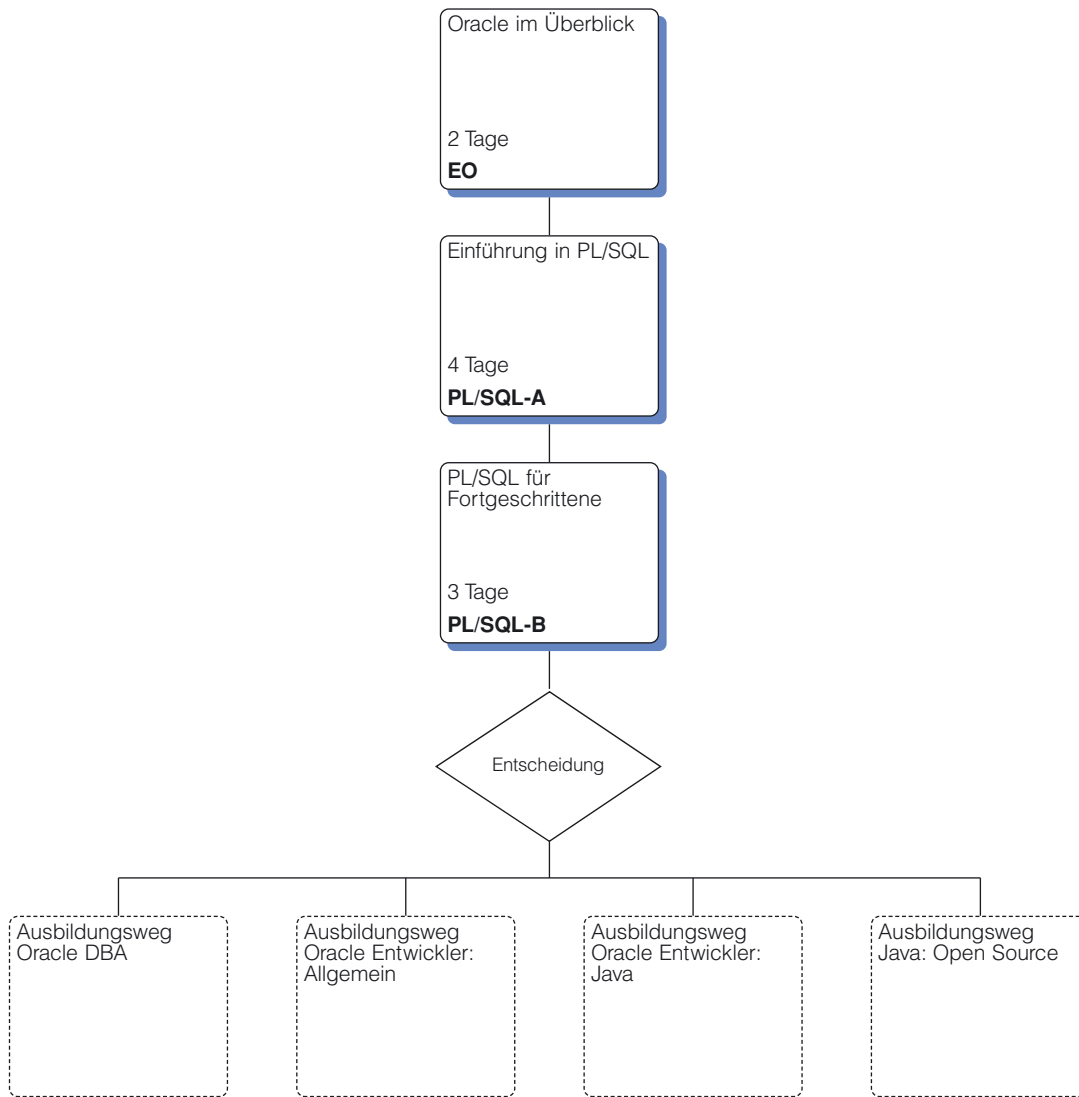 Oracle im Überblick
2 Tage
EO
Einführung in PL/SQL
4 Tage
PL/SQL-A
PL/SQL für
Fortgeschrittene
3 Tage
PL/SQL-B
Entscheidung
Ausbildungsweg
Oracle DBA
Ausbildungsweg
Oracle Entwickler:
Allgemein
Ausbildungsweg
Oracle Entwickler:
Java
Ausbildungsweg
Java: Open Source